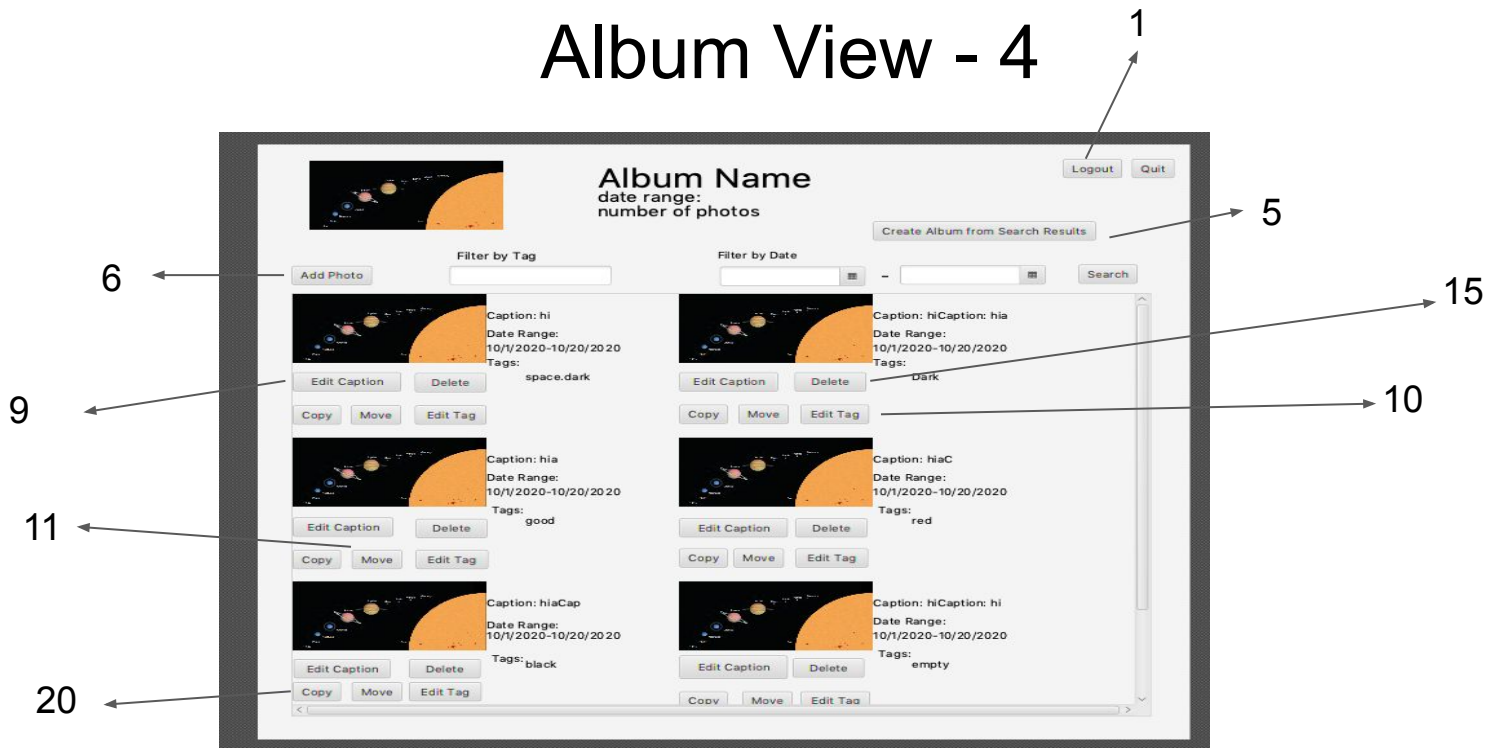 Album View - 4
1
Logout
Quit
Album Name
date range:
number of photos
5
Create Album from Search Results
Filter by Tag
Filter by Date
6
Add Photo
-
Search
15
Caption: hi
Date Range:
10/1/2020-10/20/2020
Tags:
space.dark
Edit Caption
Delete
Copy
Move
Edit Tag
Caption: hiCaption: hia
Date Range:
10/1/2020-10/20/2020
Tags:
Dark
Edit Caption
Delete
Copy
Move
Edit Tag
9
10
Caption: hia
Date Range:
10/1/2020-10/20/2020
Tags:
good
Edit Caption
Delete
Copy
Move
Edit Tag
Caption: hiaC
Date Range:
10/1/2020-10/20/2020
Tags:
red
Edit Caption
Delete
Copy
Move
Edit Tag
11
Caption: hiaCap
Date Range:
10/1/2020-10/20/2020
Tags:
black
Edit Caption
Delete
Copy
Move
Edit Tag
Caption: hiCaption: hi
Date Range:
10/1/2020-10/20/2020
Tags:
empty
Edit Caption
Delete
Copy
Move
Edit Tag
20